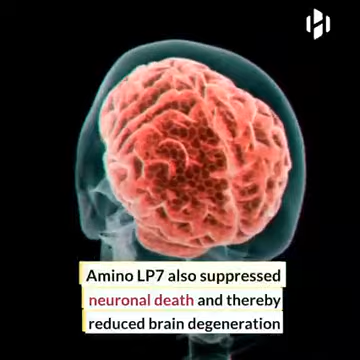 Amino LP7 also suppressed
neuronal death and thereby
reduced brain degeneration